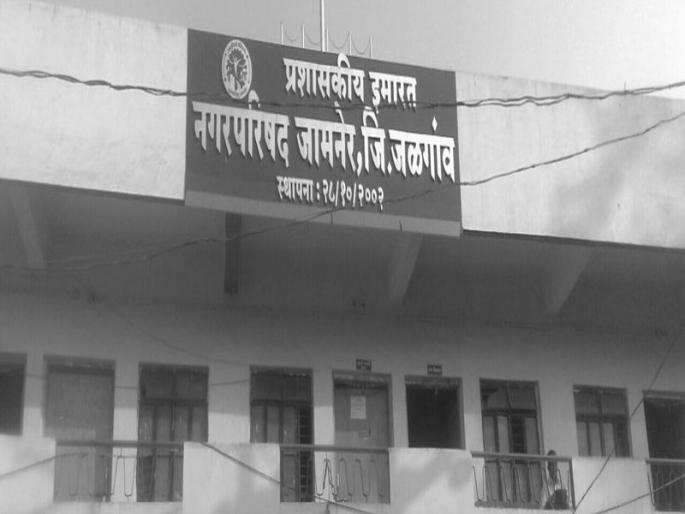 प्रशासकीय इमारत
नगरपरिषद जामनेर,जि.जळगांव
स्थापना : २८/१०/२००२